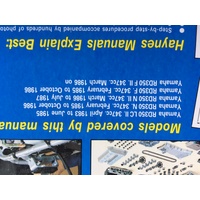 Models covered by this manual
Yamaha RD350 LC II. 347cc. April 1983 to June 1985
Yamaha RD350 F. 347cc. February 1985 to October 1986
Yamaha RD350 F II. 347cc. March 1986 to July 1987
Yamaha RD350 N. 347cc. February 1985 to October 1986
Yamaha RD350 N II. 347cc. March 1986 on
Haynes Manuals Explain Best:
Step-by-step procedures accompanied by hundreds of photo